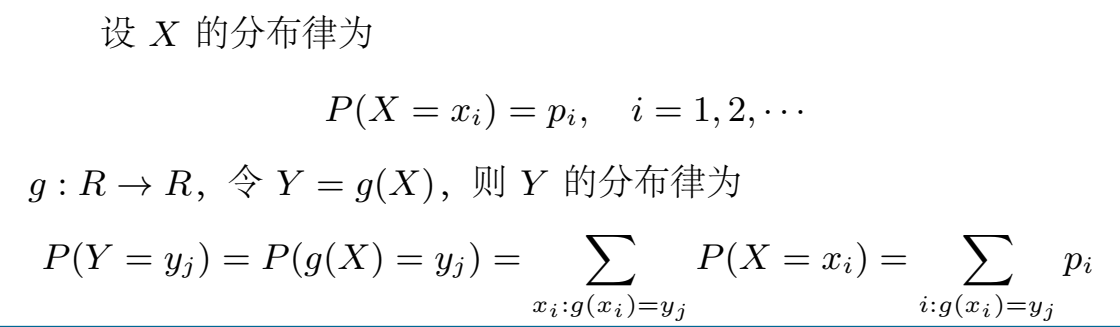 设 X 的分布律为
P(X = x_i) = p_i, i = 1, 2, ⋯
g : R → R, 令 Y = g(X), 则 Y 的分布律为
P(Y = y_j) = P(g(X) = y_j) = ∑_{x_i:g(x_i)=y_j} P(X = x_i) = ∑_{i:g(x_i)=y_j} p_i